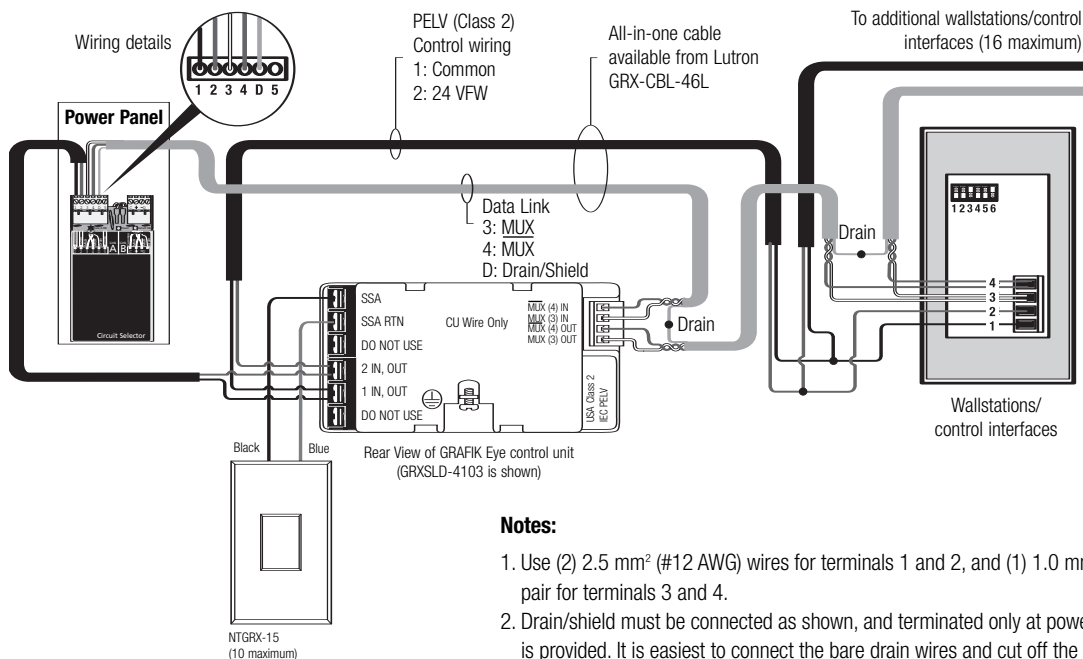 Wiring details
1 2 3 4 D 5
PELV (Class 2)
Control wiring
1: Common
2: 24 VFW
All-in-one cable
available from Lutron
GRX-CBL-46L
To additional wallstations/control
interfaces (16 maximum)
Power Panel
A B
Circuit Selector
Data Link
3: MUX
4: MUX
D: Drain/Shield
SSA
SSA RTN
DO NOT USE
2 IN, OUT
1 IN, OUT
DO NOT USE
CU Wire Only
MUX (4) IN
MUX (3) IN
MUX (4) OUT
MUX (3) OUT
USA Class 2
IEC PELV
Drain
Drain
1 2 3 4 5 6
4
3
2
1
Wallstations/
control interfaces
Black
Blue
Rear View of GRAFIK Eye control unit
(GRXSLD-4103 is shown)
NTGRX-15
(10 maximum)
Notes:
1. Use (2) 2.5 mm² (#12 AWG) wires for terminals 1 and 2, and (1) 1.0 m
pair for terminals 3 and 4.
2. Drain/shield must be connected as shown, and terminated only at powe
is provided. It is easiest to connect the bare drain wires and cut off the